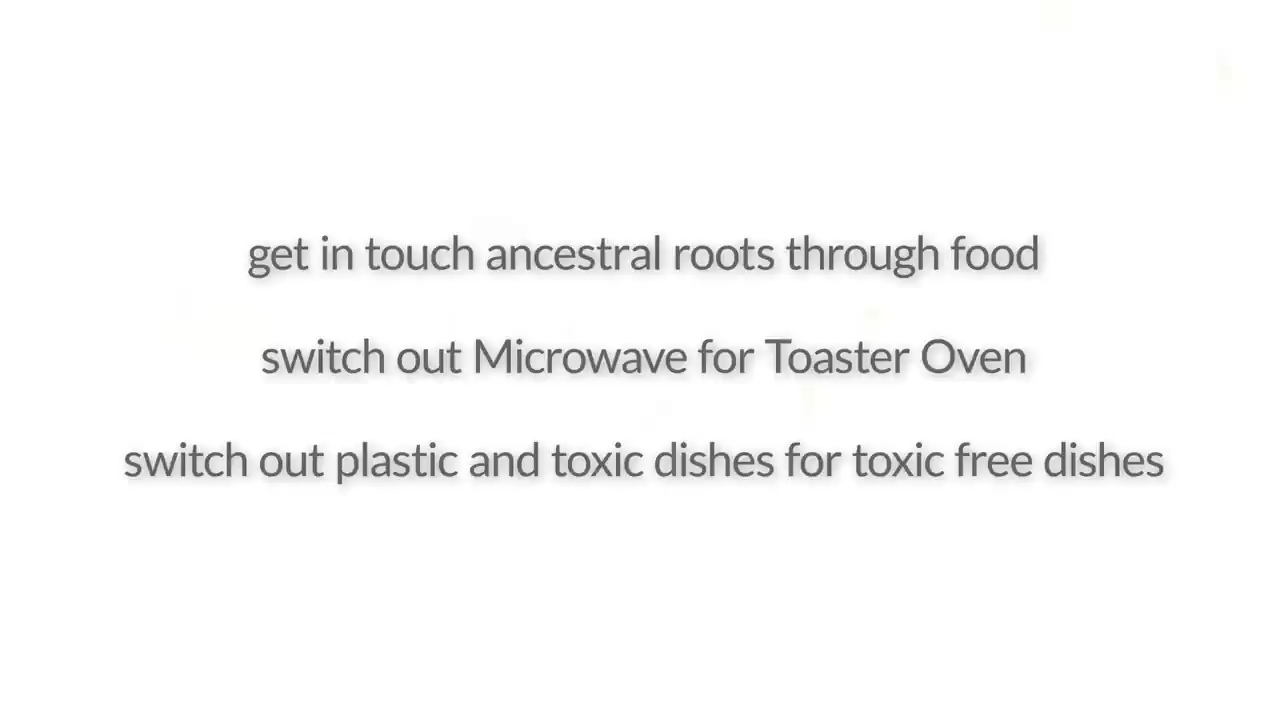 get in touch ancestral roots through food
switch out Microwave for Toaster Oven
switch out plastic and toxic dishes for toxic free dishes